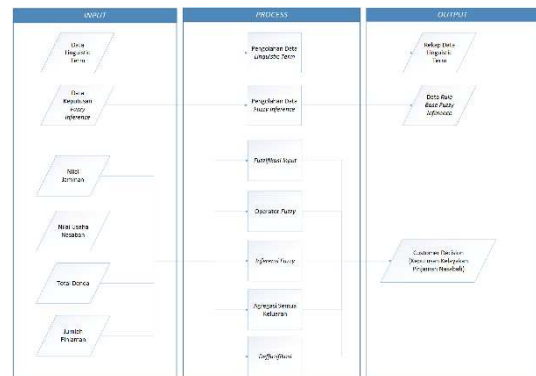 INPUT
PROCESS
OUTPUT
Data
Linguistic
Term
Pengolahan Data
Linguistic Term
Rekap Data
Linguistic
Term
Data
Keputusan
Fuzzy
Inference
Pengolahan Data
Fuzzy Inference
Data Rule
Base Fuzzy
Inference
Nilai
Jaminan
Nilai Usaha
Nasabah
Total Denda
Jumlah
Pinjaman
Fuzzifikasi Input
Operator Fuzzy
Inferensi Fuzzy
Agregasi Semua
Keluaran
Customer Decision
(Keputusan Kelayakan
Pinjaman Nasabah)